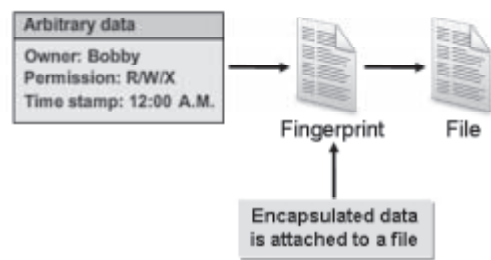 Arbitrary data
Owner: Bobby
Permission: R/W/X
Time stamp: 12:00 A.M.
Fingerprint
File
Encapsulated data
is attached to a file